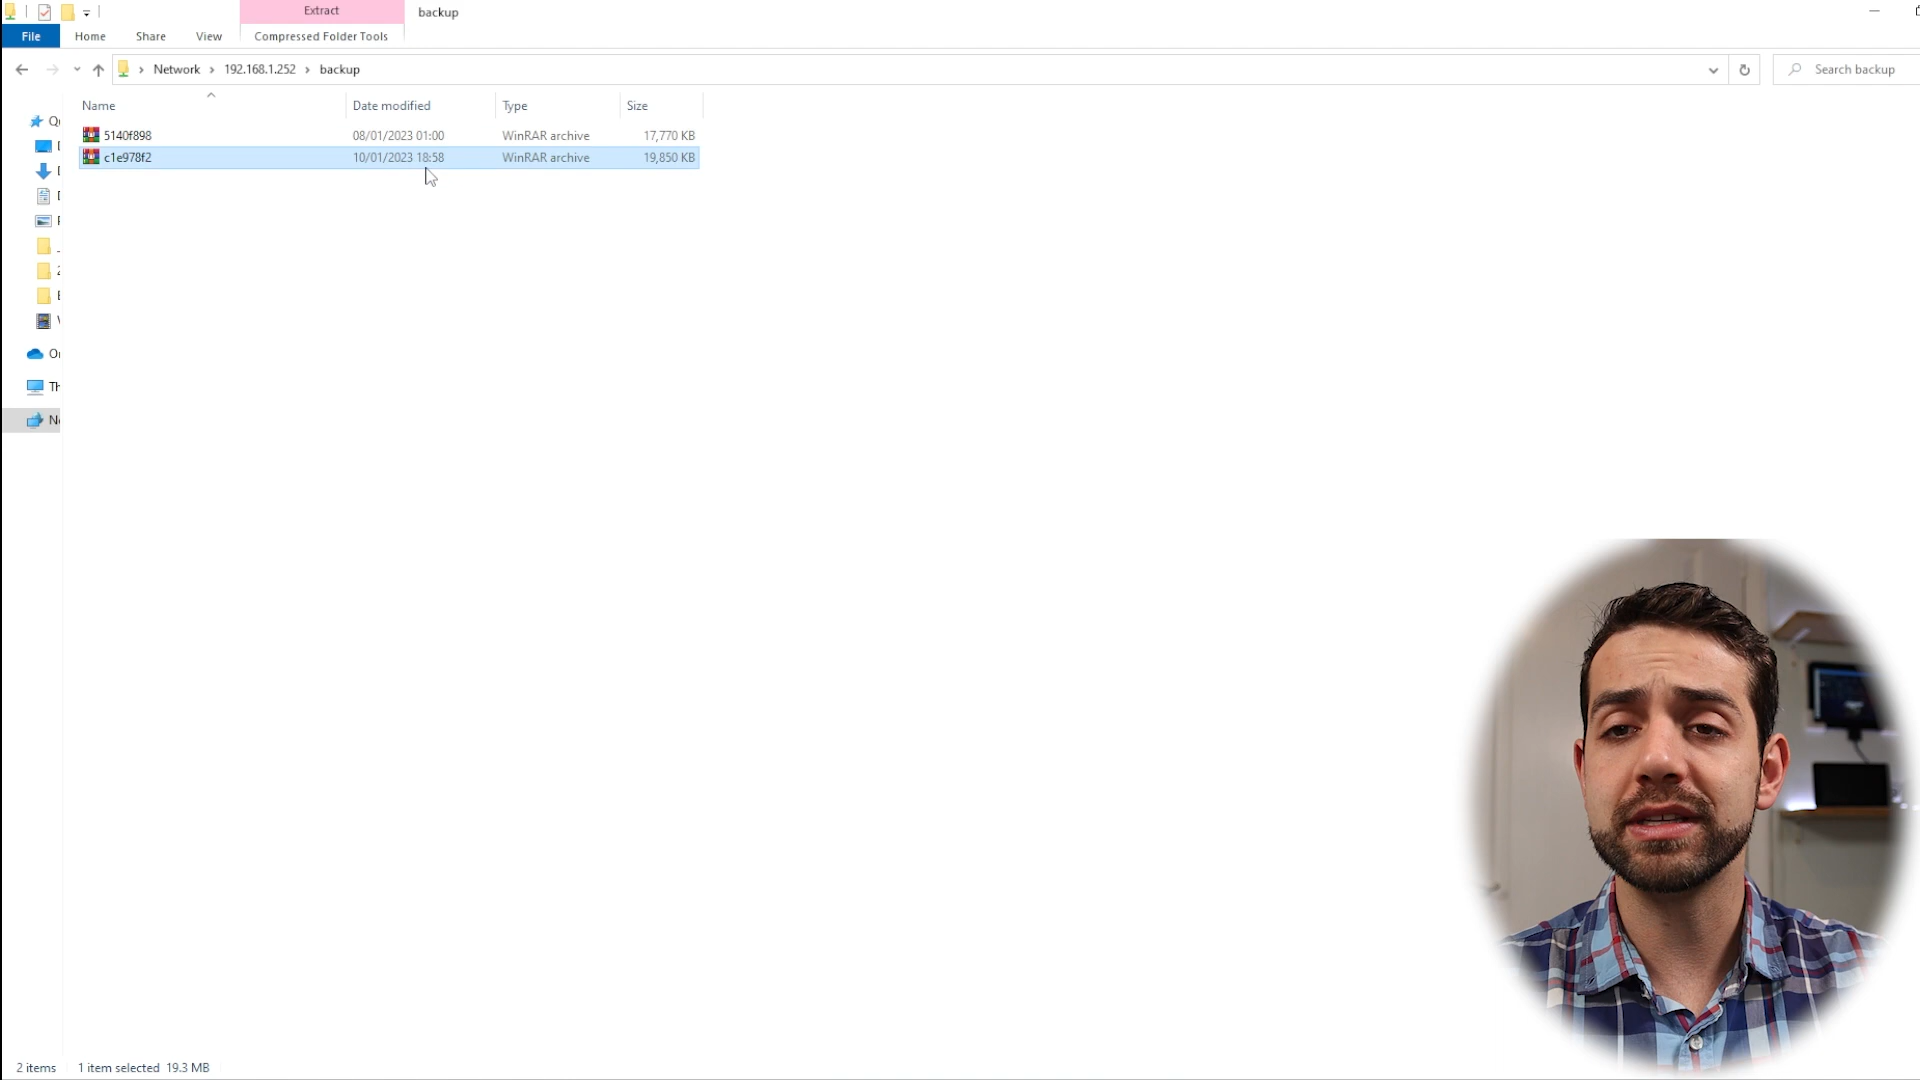 Extract
backup
File
Home
Share
View
Compressed Folder Tools
Network
192.168.1.252
backup
Search backup
Name
Date modified
Type
Size
5140f898
08/01/2023 01:00
WinRAR archive
17,770 KB
c1e978f2
10/01/2023 18:58
WinRAR archive
19,850 KB
2 items
1 item selected 19.3 MB